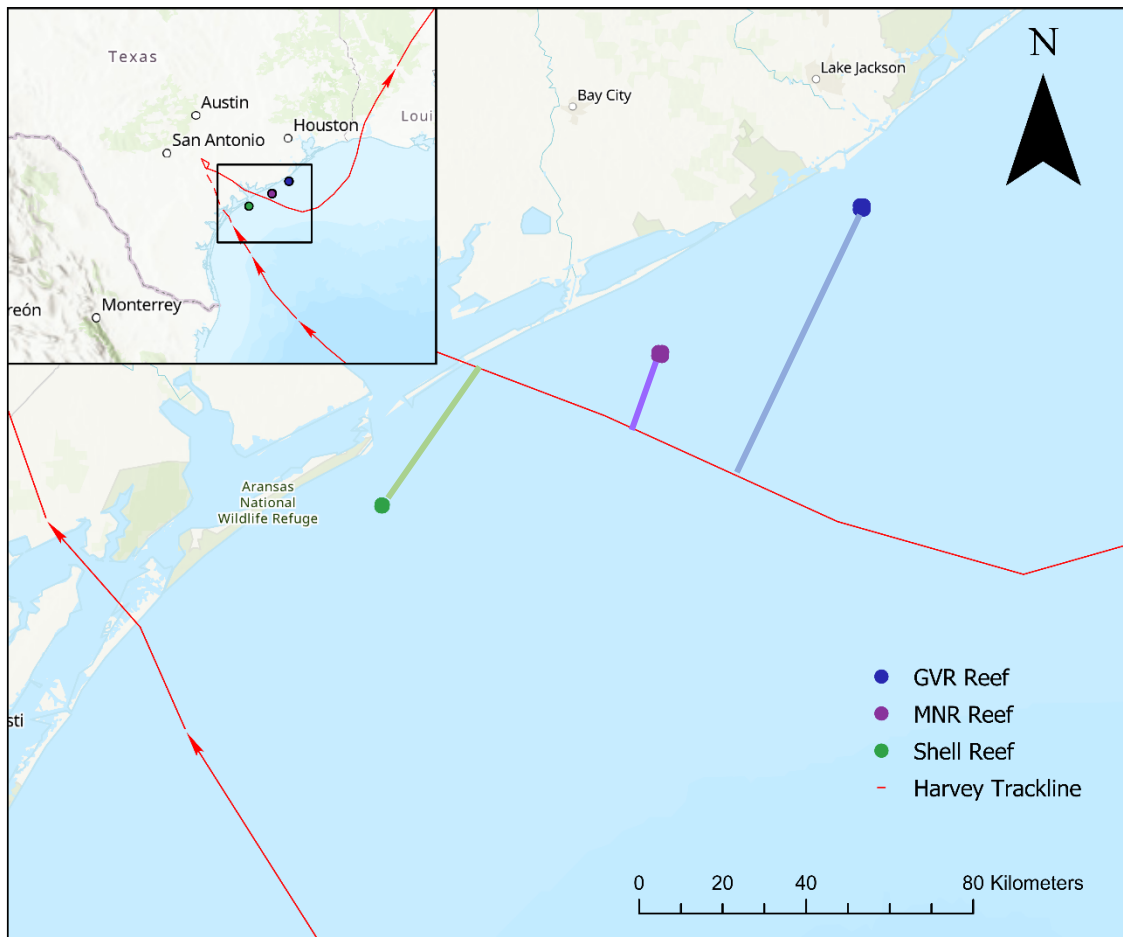 Texas
Austin
San Antonio
Houston
Loui
Monterrey
reón
N
Lake Jackson
Bay City
Aransas
National
Wildlife Refuge
sti
GVR Reef
MNR Reef
Shell Reef
Harvey Trackline
0 20 40 80 Kilometers